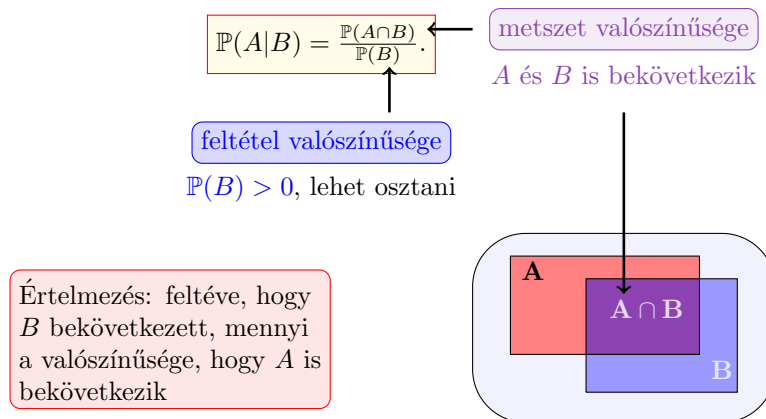 ℙ(A|B) = ℙ(A∩B)/ℙ(B).
metszet valószínűsége
A és B is bekövetkezik
feltétel valószínűsége
ℙ(B) > 0, lehet osztani
Értelmezés: feltéve, hogy
B bekövetkezett, mennyi
a valószínűsége, hogy A is
bekövetkezik
A
A ∩ B
B